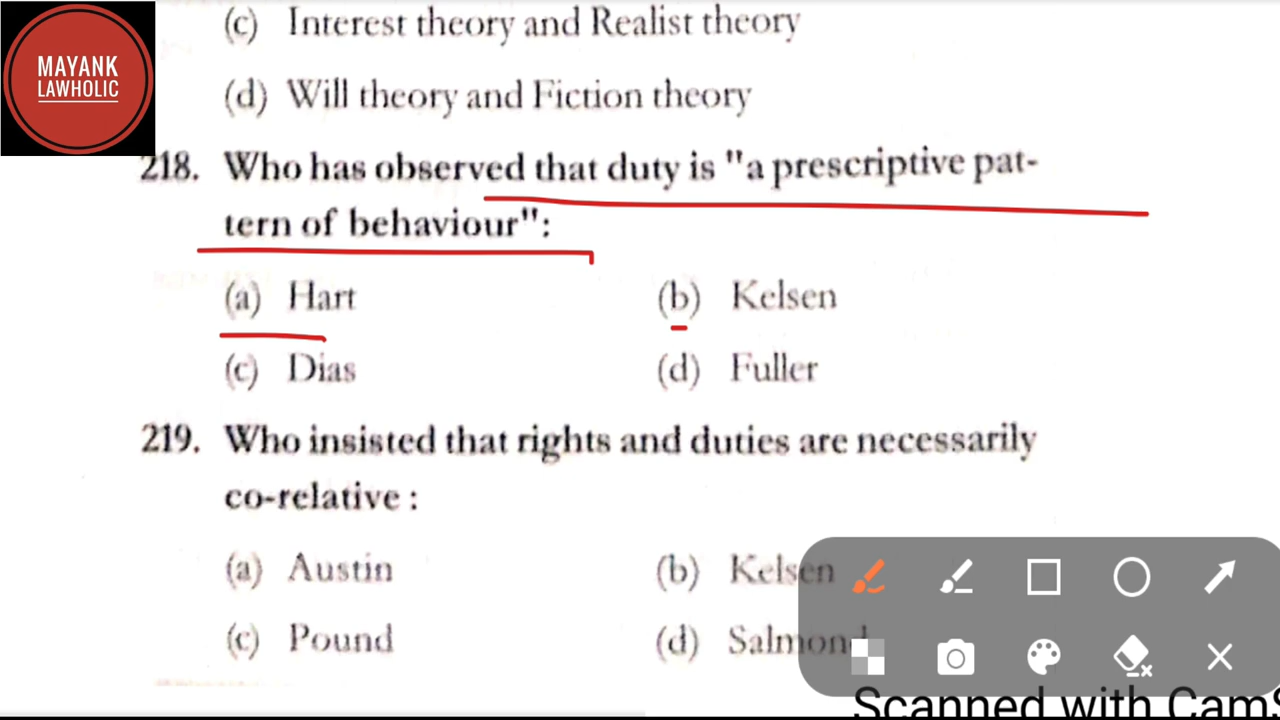 MAYANK
LAWHOLIC
(c) Interest theory and Realist theory
(d) Will theory and Fiction theory
218. Who has observed that duty is "a prescriptive pat-
tern of behaviour":
(a) Hart (b) Kelsen
(c) Dias (d) Fuller
219. Who insisted that rights and duties are necessarily
co-relative :
(a) Austin (b) Kelsen
(c) Pound (d) Salmond
Scanned with CamS